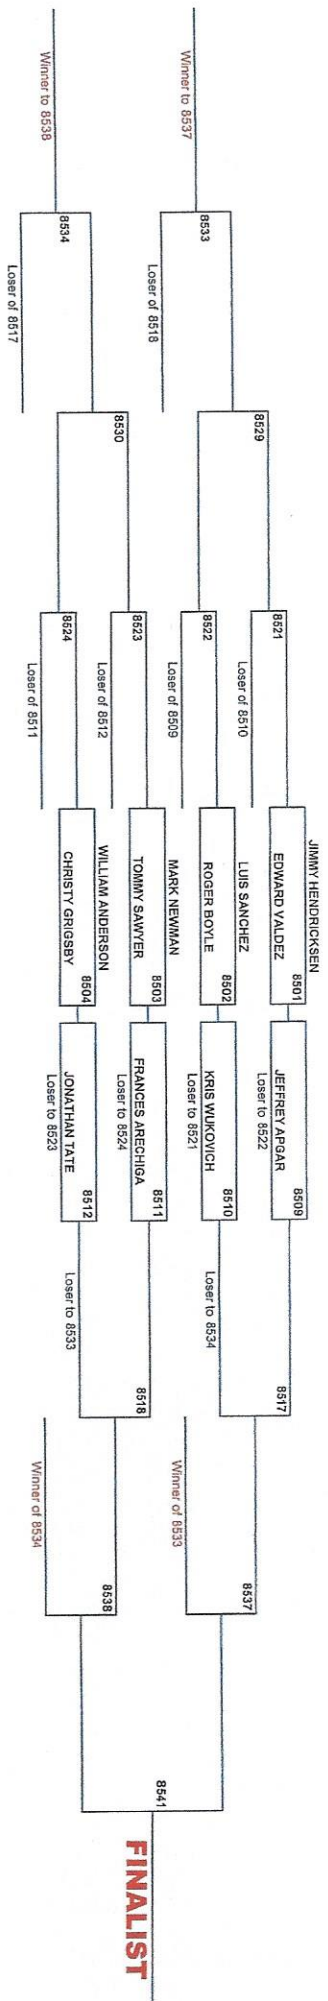 Winner to 8537
8533
Loser of 8518
Winner to 8538
8534
Loser of 8517
8529
8530
8521
Loser of 8510
8522
Loser of 8509
8523
Loser of 8512
8524
Loser of 8511
JIMMY HENDRICKSEN
EDWARD VALDEZ
8501
LUIS SANCHEZ
ROGER BOYLE
8502
MARK NEWMAN
TOMMY SAWYER
8503
WILLIAM ANDERSON
CHRISTY GRIGSBY
8504
8509
JEFFREY APGAR
Loser to 8522
8510
KRIS WUKOVICH
Loser to 8521
8511
FRANCES ARECHIGA
Loser to 8524
8512
JONATHAN TATE
Loser to 8523
8517
Loser to 8534
8518
Loser to 8533
8537
Winner of 8533
8538
Winner of 8534
8541
FINALIST